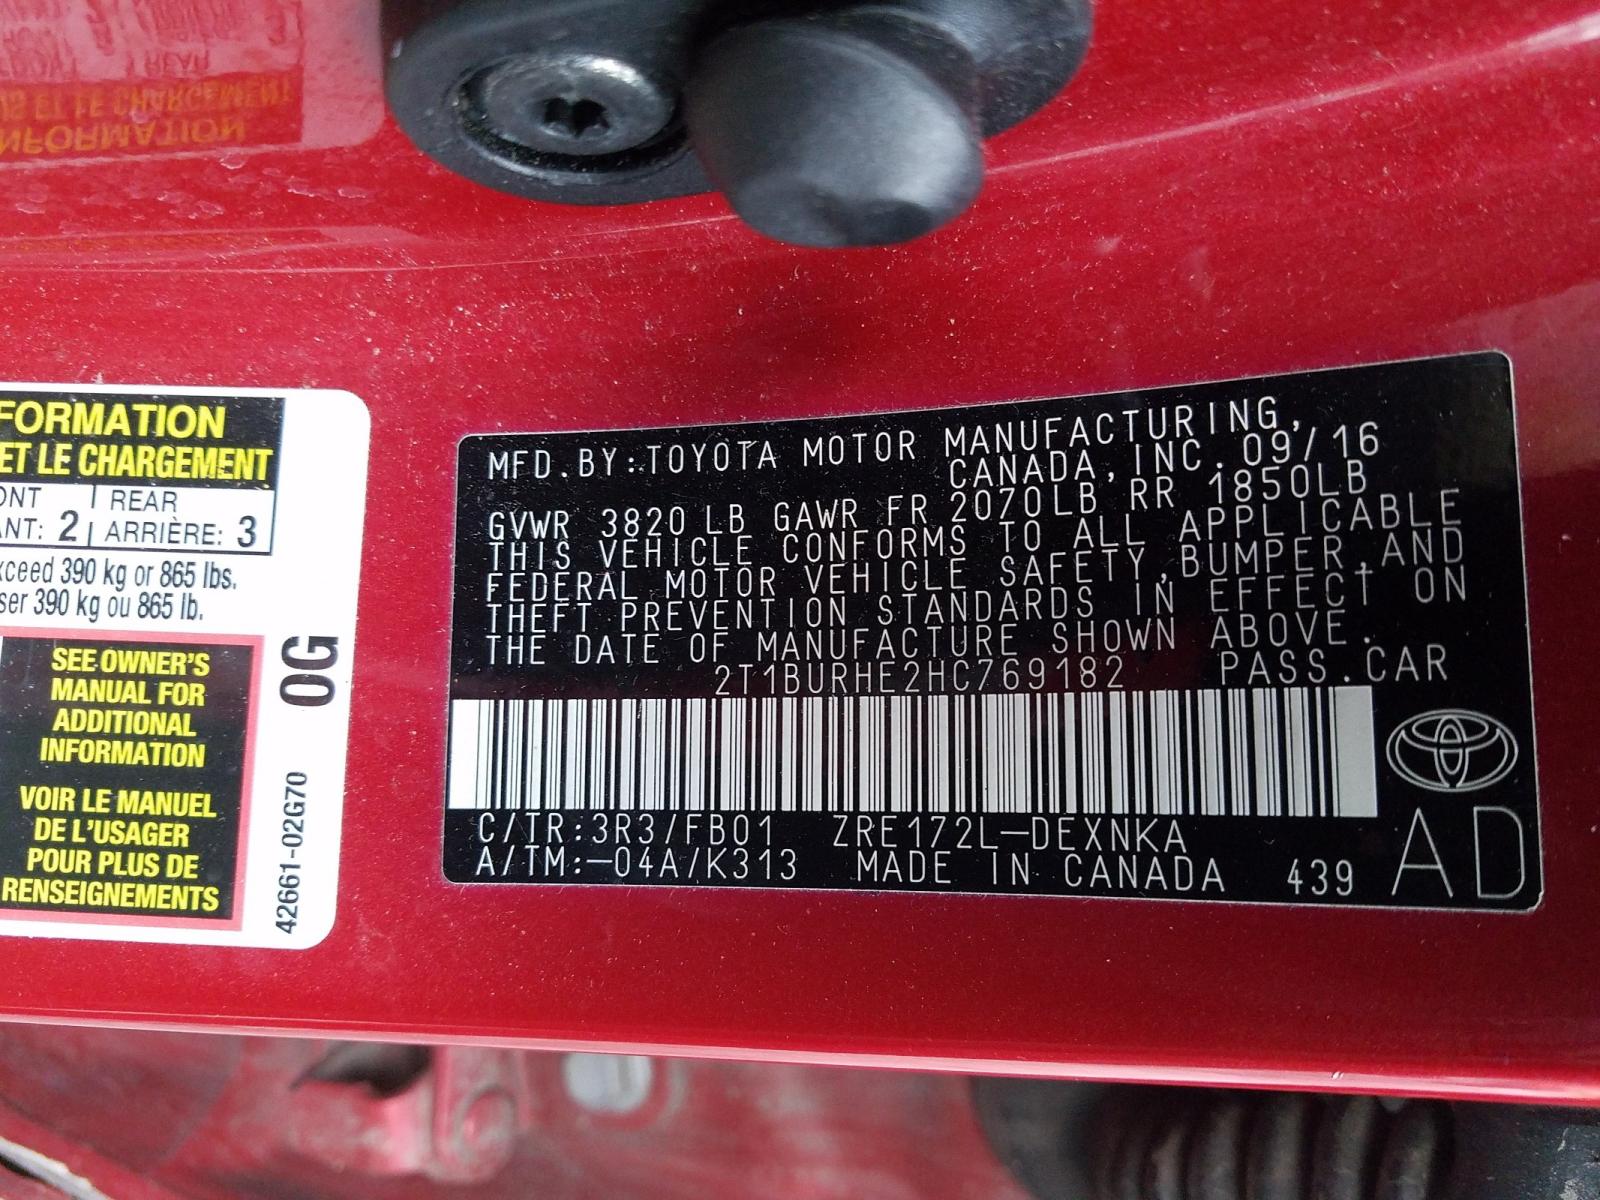 FORMATION
ET LE CHARGEMENT
ONT | REAR
ANT: 2 | ARRIÈRE: 3
xceed 390 kg or 865 lbs.
ser 390 kg ou 865 lb.
SEE OWNER'S
MANUAL FOR
ADDITIONAL
INFORMATION
VOIR LE MANUEL
DE L'USAGER
POUR PLUS DE
RENSEIGNEMENTS
0G
42661-02G70
MFD.BY:TOYOTA MOTOR MANUFACTURING,
CANADA,INC. 09/16
GVWR 3820 LB GAWR FR 2070LB RR 1850LB
THIS VEHICLE CONFORMS TO ALL APPLICABLE
FEDERAL MOTOR VEHICLE SAFETY,BUMPER,AND
THEFT PREVENTION STANDARDS IN EFFECT ON
THE DATE OF MANUFACTURE SHOWN ABOVE.
2T1BURHE2HC769182 PASS.CAR
C/TR:3R3/FB01 ZRE172L-DEXNKA
A/TM:-04A/K313 MADE IN CANADA 439
AD